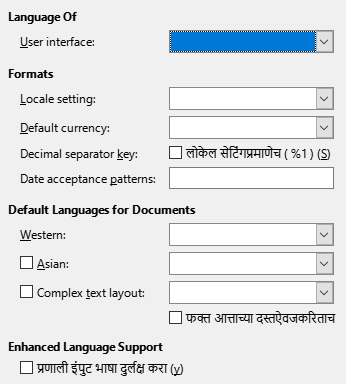 Language Of
User interface:
Formats
Locale setting:
Default currency:
Decimal separator key: लोकेल सेटिंगप्रमाणेच ( %1 ) (S)
Date acceptance patterns:
Default Languages for Documents
Western:
Asian:
Complex text layout:
फक्त आत्ताच्या दस्तऐवजकरिताच
Enhanced Language Support
प्रणाली इंपुट भाषा दुर्लक्ष करा (y)